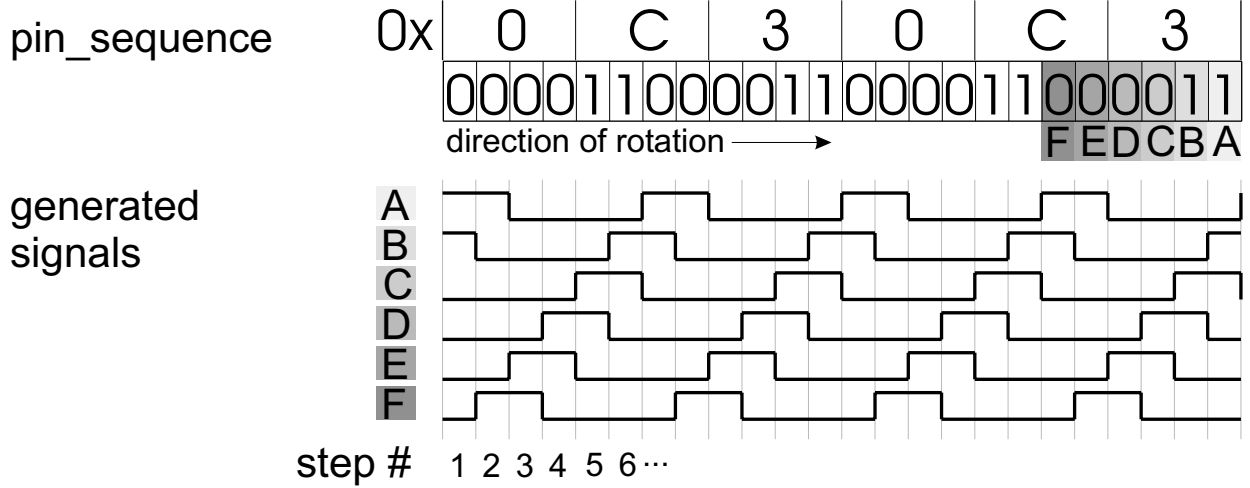 pin_sequence 0x 0 C 3 0 C 3
000011000011000011000011
direction of rotation F E D C B A
generated signals
A
B
C
D
E
F
step # 1 2 3 4 5 6 ...